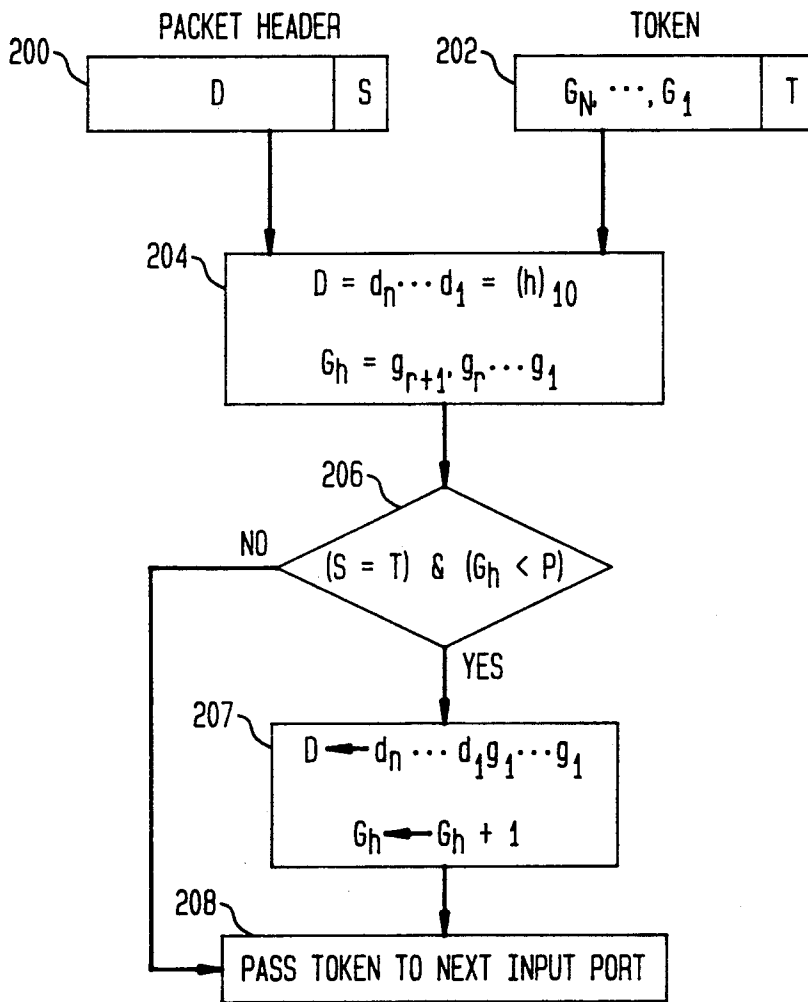 PACKET HEADER
TOKEN
200
D
S
202
G_N, ..., G_1
T
204
D = d_n ... d_1 = (h)_10
G_h = g_r+1, g_r ... g_1
206
NO
(S = T) & (G_h < P)
YES
207
D ← d_n ... d_1 g_1 ... g_1
G_h ← G_h + 1
208
PASS TOKEN TO NEXT INPUT PORT